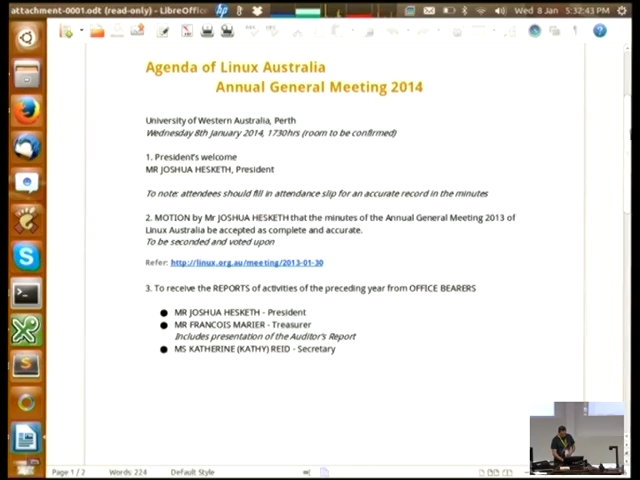 attachment-0001.odt (read-only) - LibreOffic
Wed 8 Jan 5:32:43 PM
Agenda of Linux Australia
Annual General Meeting 2014
University of Western Australia, Perth
Wednesday 8th January 2014, 1730hrs (room to be confirmed)
1. President's welcome
MR JOSHUA HESKETH, President
To note: attendees should fill in attendance slip for an accurate record in the minutes
2. MOTION by Mr JOSHUA HESKETH that the minutes of the Annual General Meeting 2013 of
Linux Australia be accepted as complete and accurate.
To be seconded and voted upon
Refer: http://linux.org.au/meeting/2013-01-30
3. To receive the REPORTS of activities of the preceding year from OFFICE BEARERS
● MR JOSHUA HESKETH - President
● MR FRANCOIS MARIER - Treasurer
Includes presentation of the Auditor's Report
● MS KATHERINE (KATHY) REID - Secretary
Page 1 / 2 Words: 224 Default Style